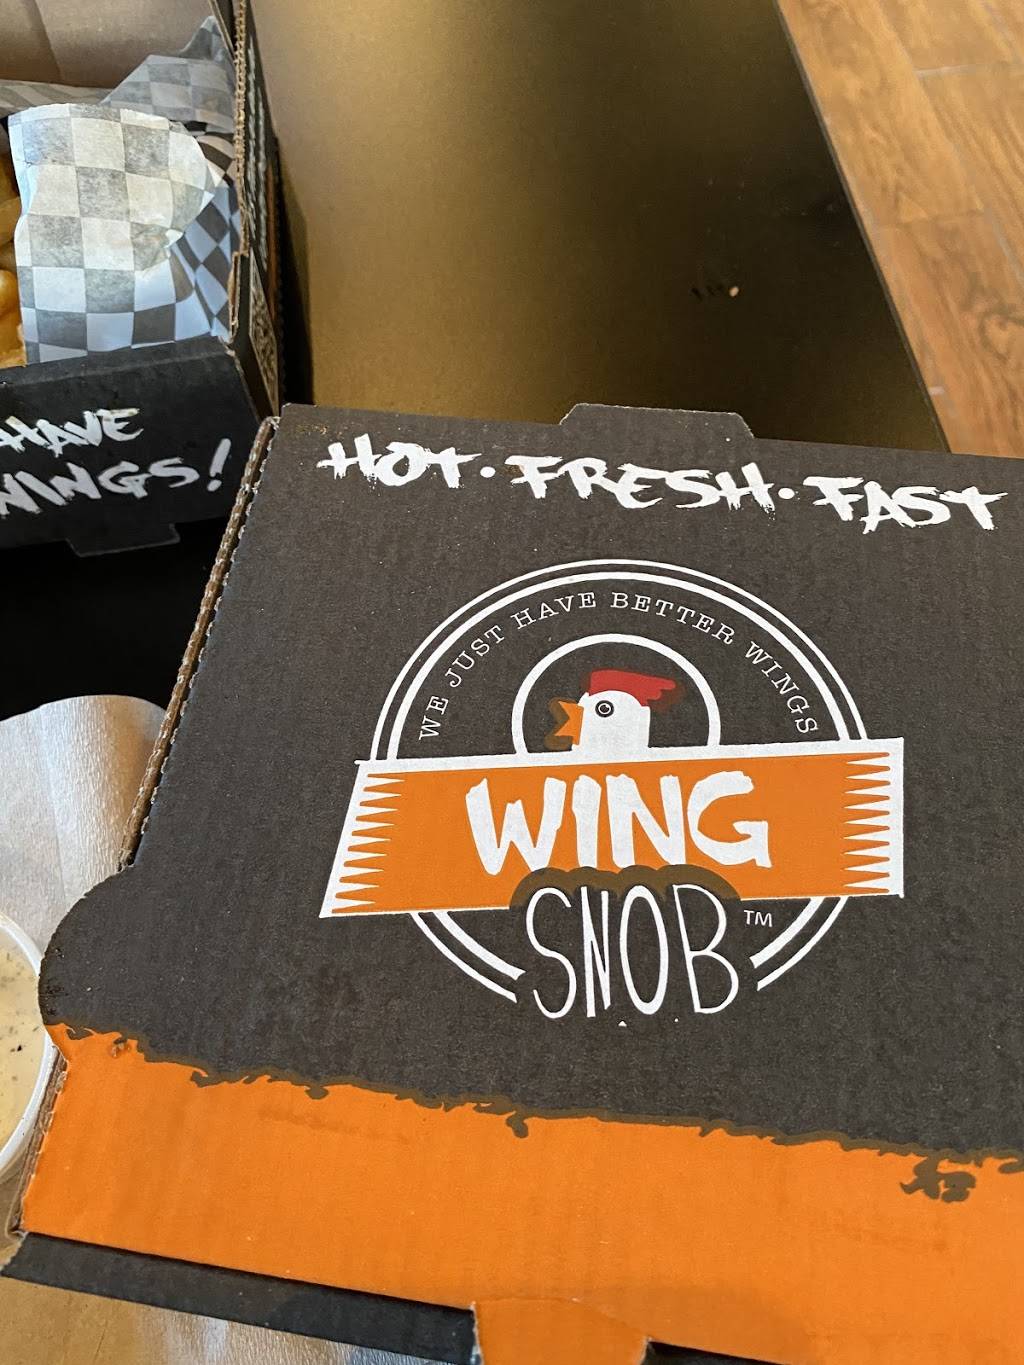 HAVE
WINGS!
HOT · FRESH · FAST
WE JUST HAVE BETTER WINGS
WING
SNOB™